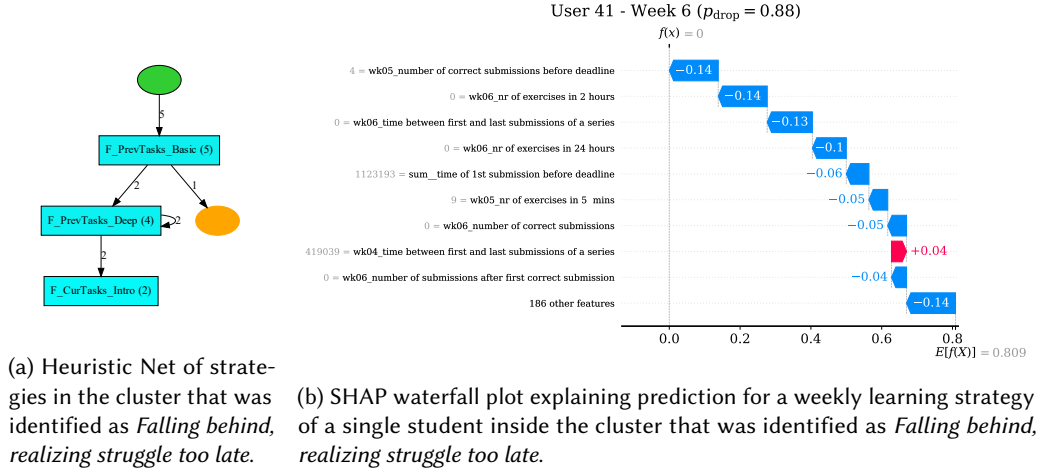 5
F_PrevTasks_Basic (5)
2
1
F_PrevTasks_Deep (4)
2
2
F_CurTasks_Intro (2)
(a) Heuristic Net of strate-
gies in the cluster that was
identified as Falling behind,
realizing struggle too late.
User 41 - Week 6 (p_drop = 0.88)
f(x) = 0
4 = wk05_number of correct submissions before deadline
−0.14
0 = wk06_nr of exercises in 2 hours
−0.14
0 = wk06_time between first and last submissions of a series
−0.13
0 = wk06_nr of exercises in 24 hours
−0.1
1123193 = sum__time of 1st submission before deadline
−0.06
9 = wk05_nr of exercises in 5 mins
−0.05
0 = wk06_number of correct submissions
−0.05
419039 = wk04_time between first and last submissions of a series
+0.04
0 = wk06_number of submissions after first correct submission
−0.04
186 other features
−0.14
0.0 0.2 0.4 0.6 0.8
E[f(X)] = 0.809
(b) SHAP waterfall plot explaining prediction for a weekly learning strategy
of a single student inside the cluster that was identified as Falling behind,
realizing struggle too late.